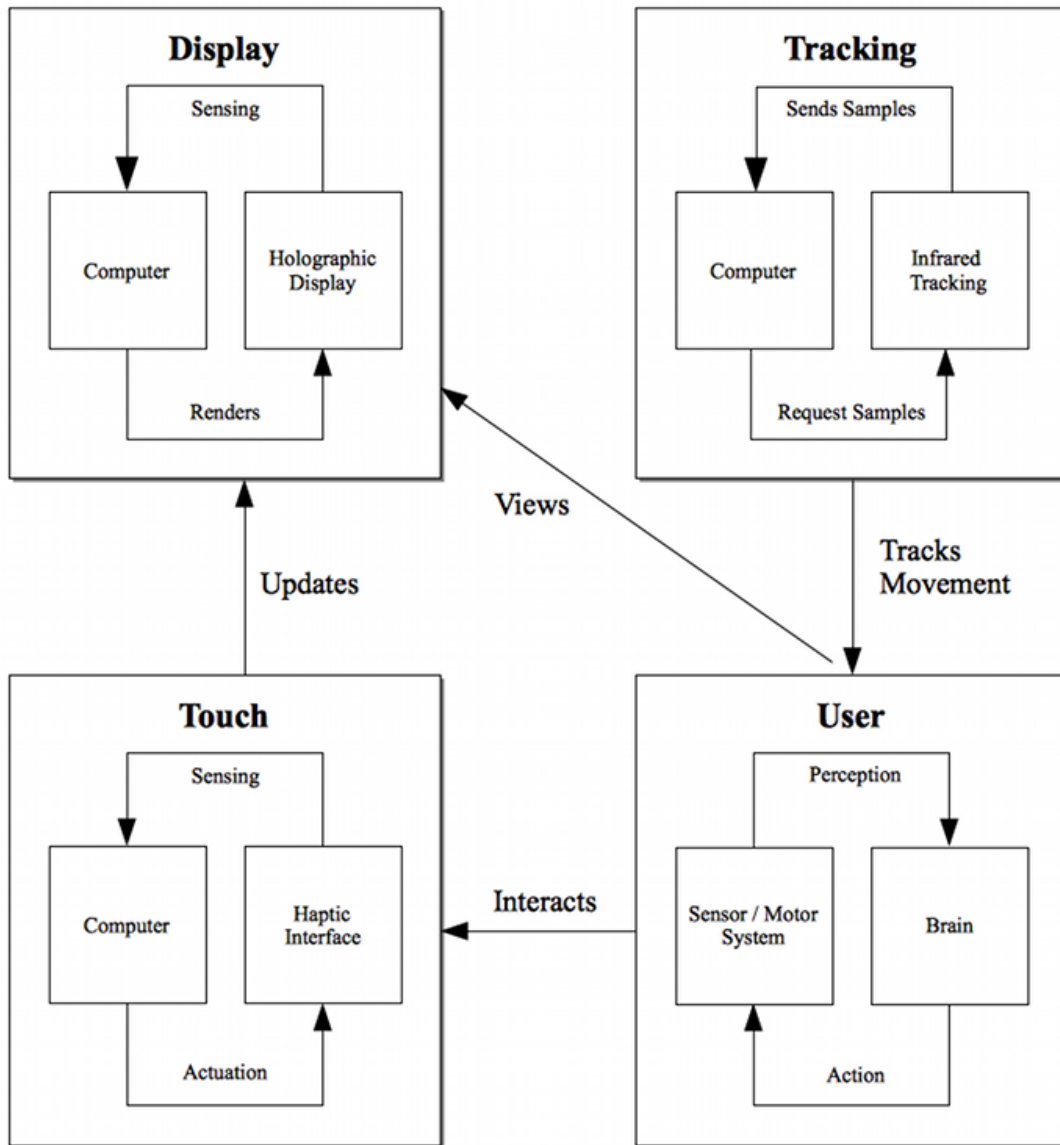 Display
Sensing
Computer
Holographic
Display
Renders
Tracking
Sends Samples
Computer
Infrared
Tracking
Request Samples
Views
Tracks
Movement
Updates
Touch
Sensing
Computer
Haptic
Interface
Actuation
Interacts
User
Perception
Sensor / Motor
System
Brain
Action